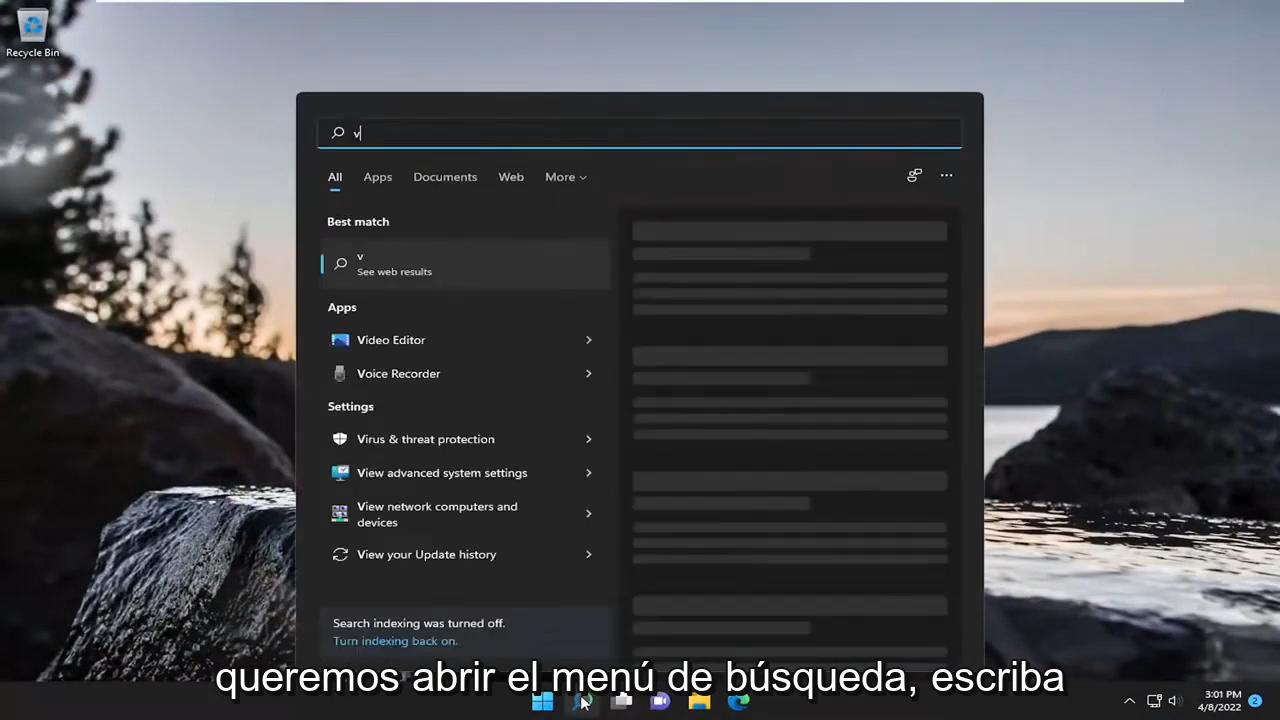 Recycle Bin
v
All Apps Documents Web More
Best match
v
See web results
Apps
Video Editor
Voice Recorder
Settings
Virus & threat protection
View advanced system settings
View network computers and
devices
View your Update history
Search indexing was turned off.
Turn indexing back on.
queremos abrir el menú de búsqueda, escriba
3:01 PM
4/8/2022
2